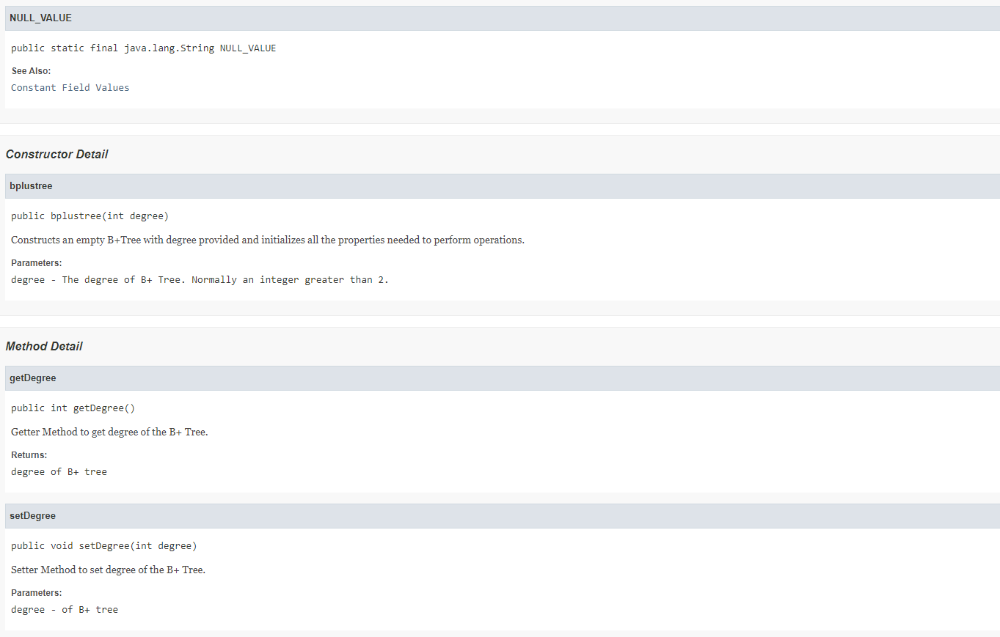 NULL_VALUE
public static final java.lang.String NULL_VALUE
See Also:
Constant Field Values
Constructor Detail
bplustree
public bplustree(int degree)
Constructs an empty B+Tree with degree provided and initializes all the properties needed to perform operations.
Parameters:
degree - The degree of B+ Tree. Normally an integer greater than 2.
Method Detail
getDegree
public int getDegree()
Getter Method to get degree of the B+ Tree.
Returns:
degree of B+ tree
setDegree
public void setDegree(int degree)
Setter Method to set degree of the B+ Tree.
Parameters:
degree - of B+ tree